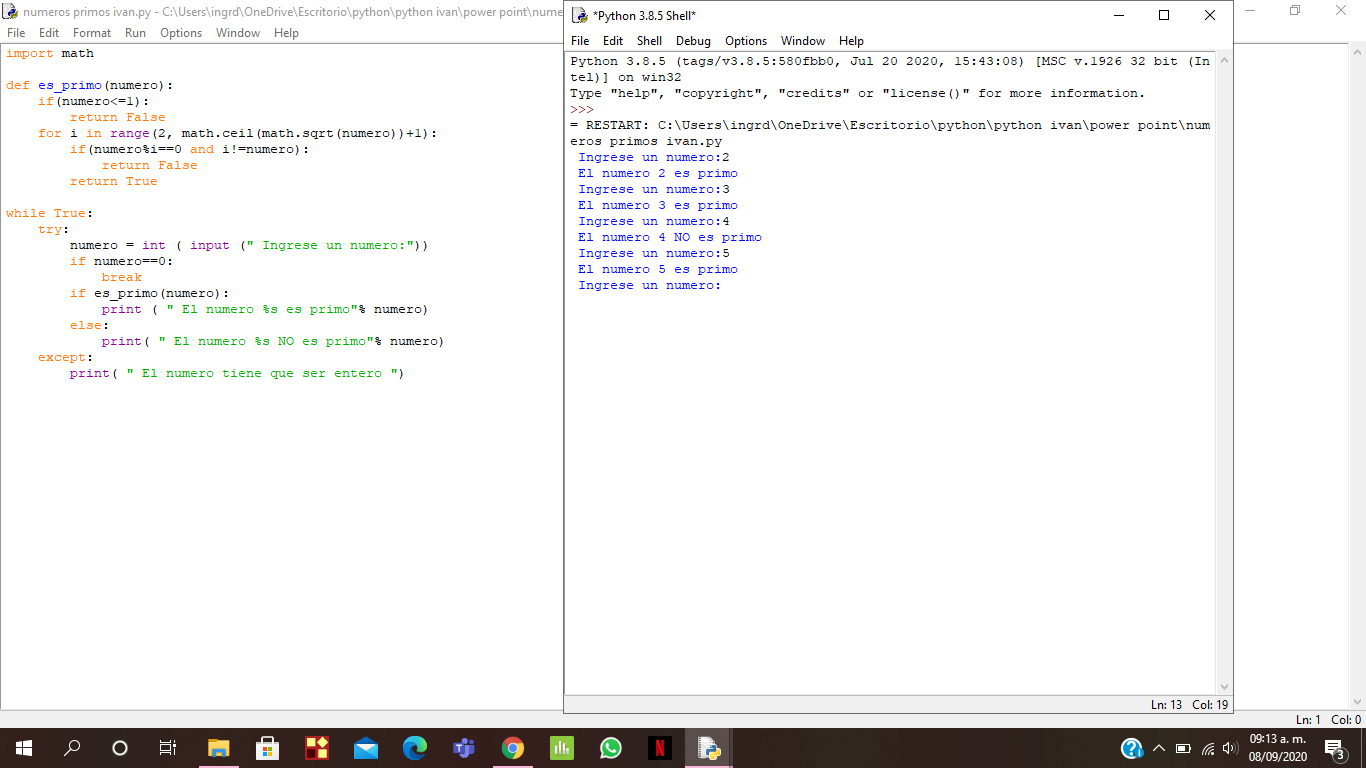 numeros primos ivan.py - C:\Users\ingrd\OneDrive\Escritorio\python\python ivan\power point\nume
File Edit Format Run Options Window Help
import math
def es_primo(numero):
    if(numero<=1):
        return False
    for i in range(2, math.ceil(math.sqrt(numero))+1):
        if(numero%i==0 and i!=numero):
            return False
        return True
while True:
    try:
        numero = int ( input (" Ingrese un numero:"))
        if numero==0:
            break
        if es_primo(numero):
            print ( " El numero %s es primo"% numero)
        else:
            print( " El numero %s NO es primo"% numero)
    except:
        print( " El numero tiene que ser entero ")
*Python 3.8.5 Shell*
File Edit Shell Debug Options Window Help
Python 3.8.5 (tags/v3.8.5:580fbb0, Jul 20 2020, 15:43:08) [MSC v.1926 32 bit (In
tel)] on win32
Type "help", "copyright", "credits" or "license()" for more information.
>>>
= RESTART: C:\Users\ingrd\OneDrive\Escritorio\python\python ivan\power point\num
eros primos ivan.py
 Ingrese un numero:2
 El numero 2 es primo
 Ingrese un numero:3
 El numero 3 es primo
 Ingrese un numero:4
 El numero 4 NO es primo
 Ingrese un numero:5
 El numero 5 es primo
 Ingrese un numero:
Ln: 13 Col: 19
Ln: 1 Col: 0
N
09:13 a. m.
08/09/2020
3